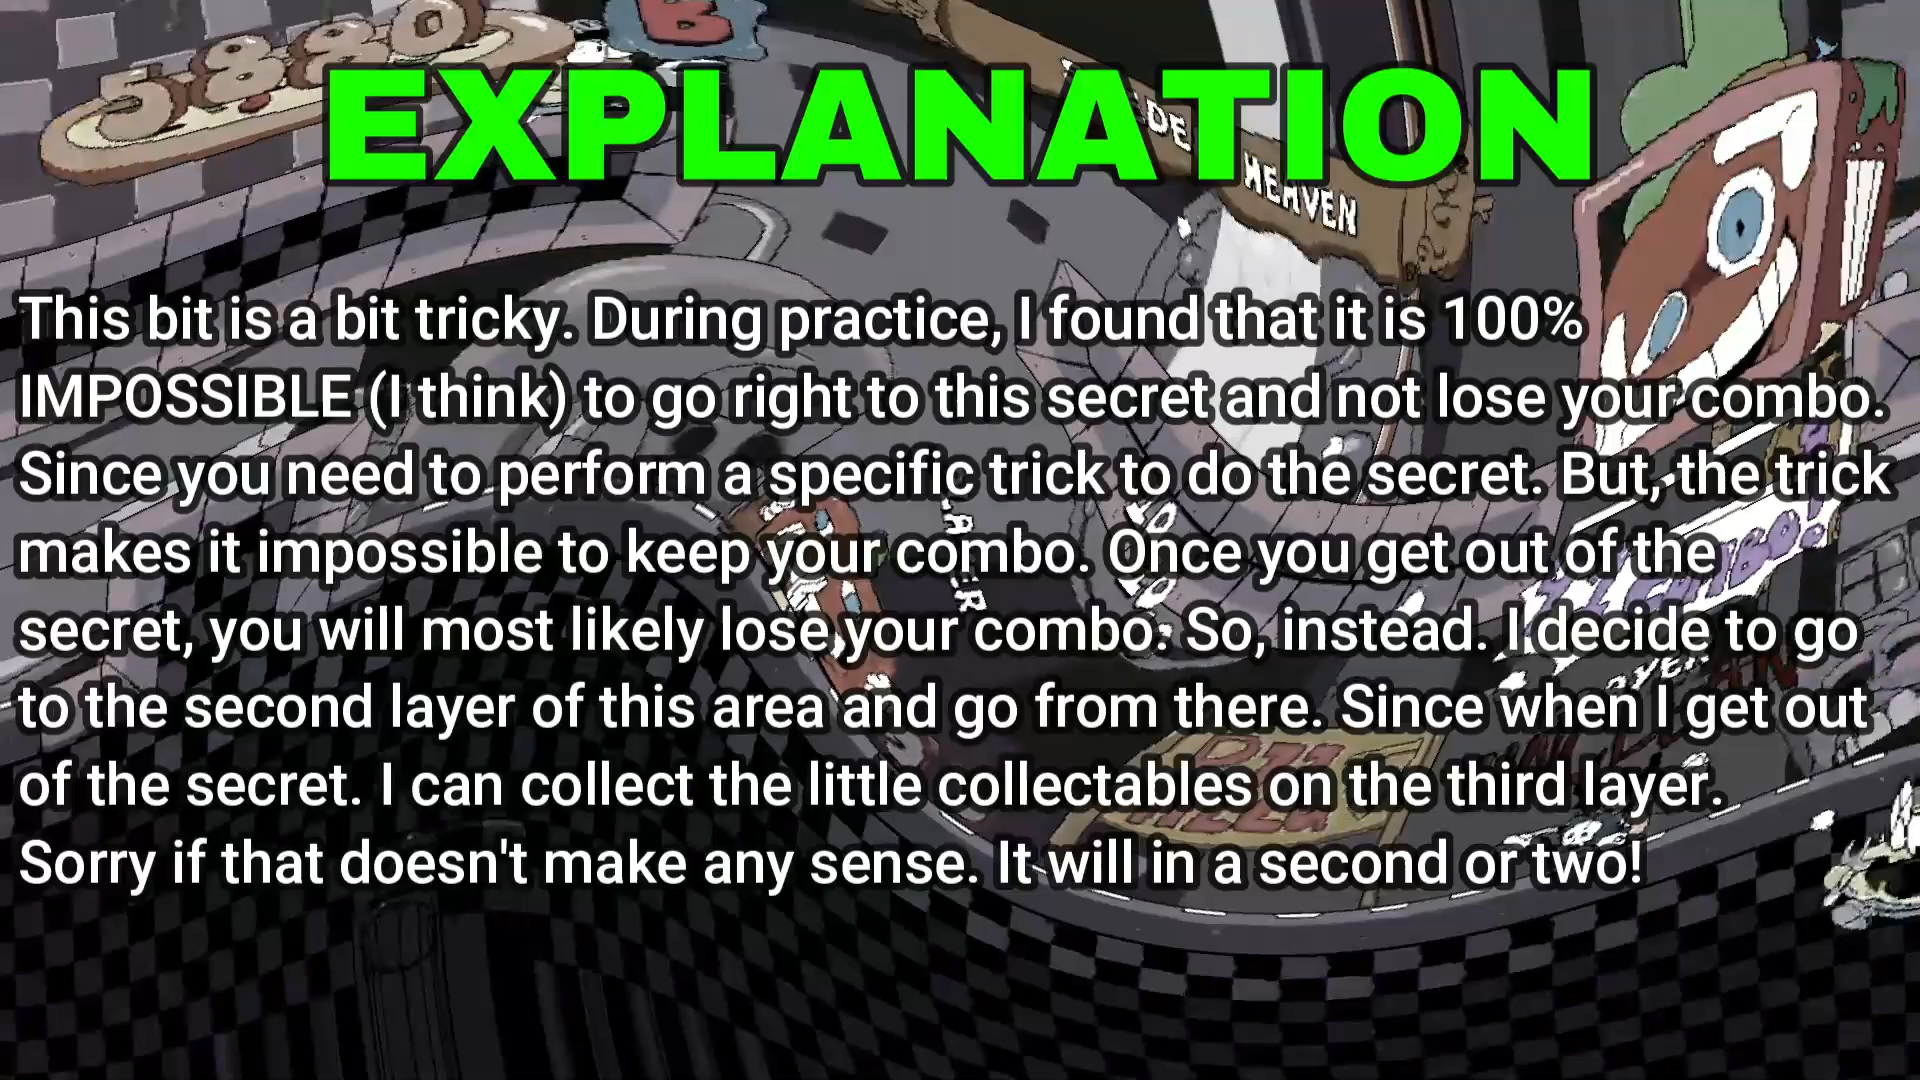 5880
B
EXPLANATION
DE
HEAVEN
This bit is a bit tricky. During practice, I found that it is 100%
IMPOSSIBLE (I think) to go right to this secret and not lose your combo.
Since you need to perform a specific trick to do the secret. But, the trick
makes it impossible to keep your combo. Once you get out of the
secret, you will most likely lose your combo. So, instead. I decide to go
to the second layer of this area and go from there. Since when I get out
of the secret. I can collect the little collectables on the third layer.
Sorry if that doesn't make any sense. It will in a second or two!